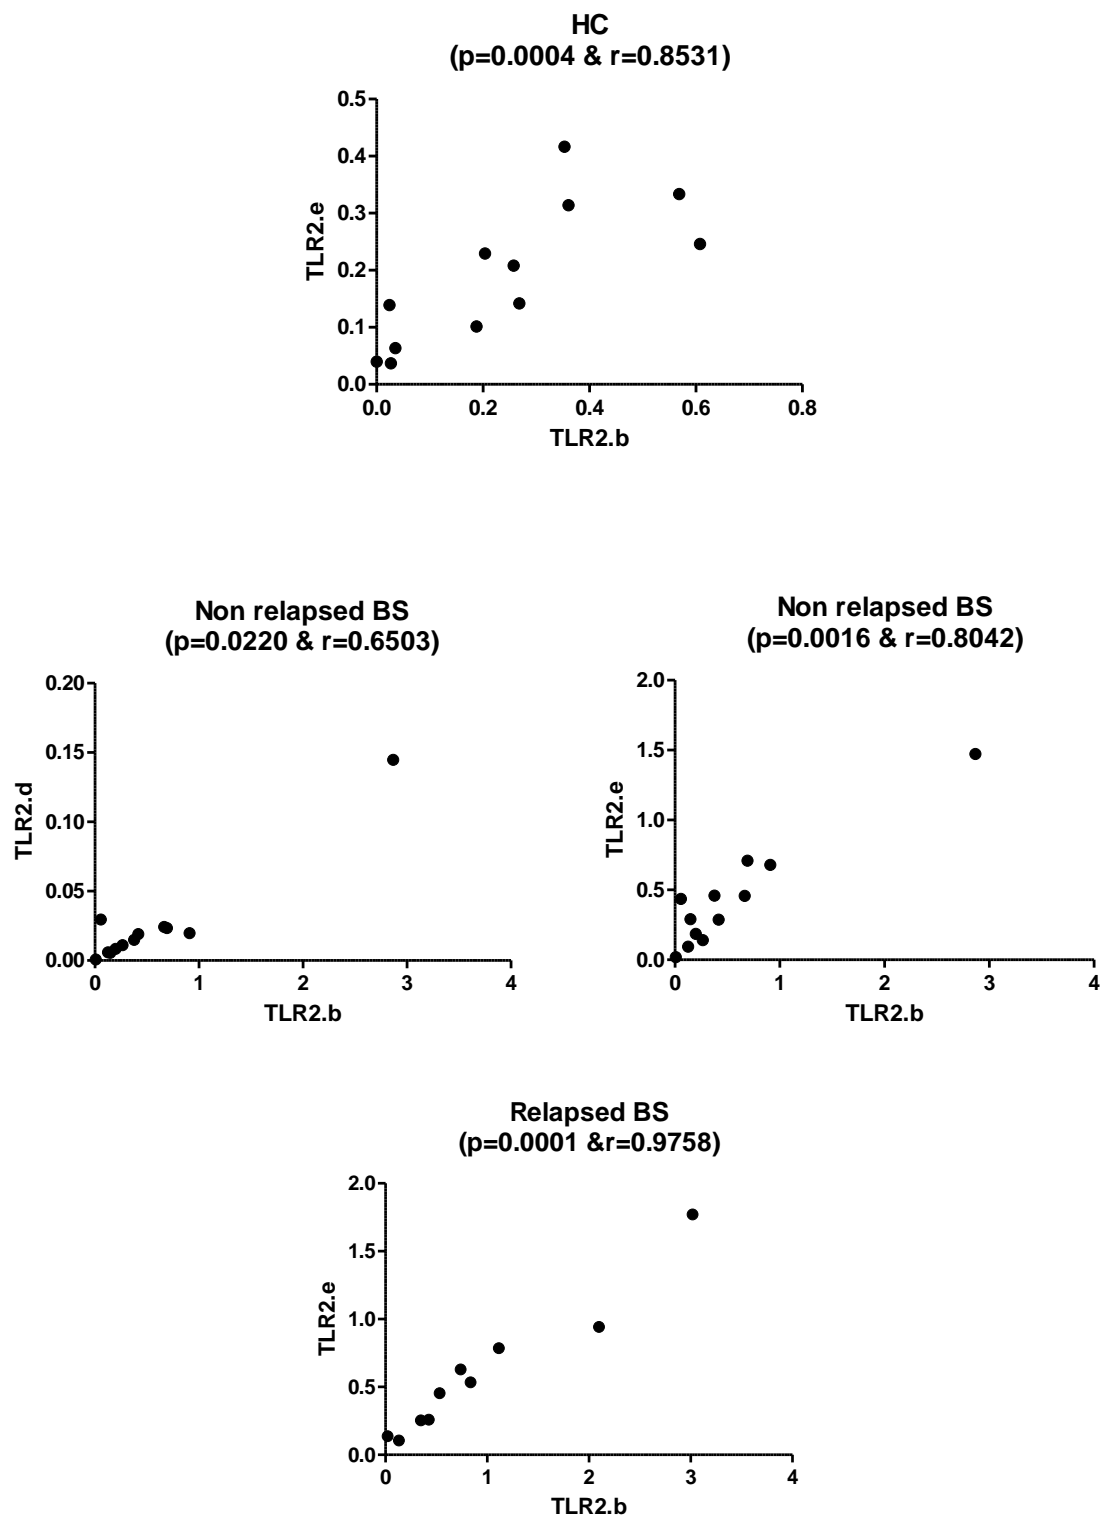 HC
(p=0.0004 & r=0.8531)
0.5
0.4
0.3
0.2
0.1
0.0
TLR2.e
0.0 0.2 0.4 0.6 0.8
TLR2.b
Non relapsed BS
(p=0.0220 & r=0.6503)
0.20
0.15
0.10
0.05
0.00
TLR2.d
0 1 2 3 4
TLR2.b
Non relapsed BS
(p=0.0016 & r=0.8042)
2.0
1.5
1.0
0.5
0.0
TLR2.e
0 1 2 3 4
TLR2.b
Relapsed BS
(p=0.0001 &r=0.9758)
2.0
1.5
1.0
0.5
0.0
TLR2.e
0 1 2 3 4
TLR2.b